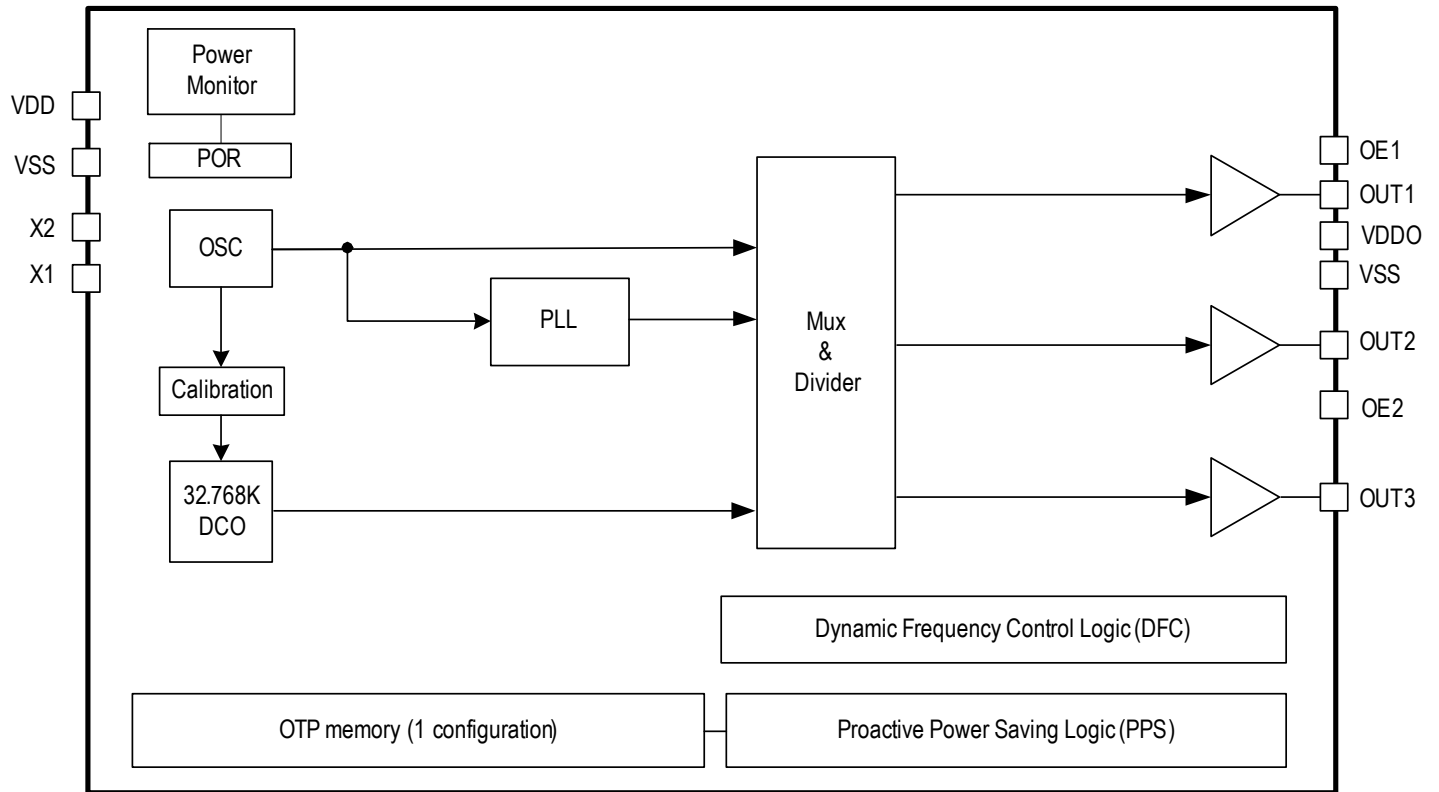 Power
Monitor
VDD
POR
VSS
X2
X1
OSC
PLL
Calibration
32.768K
DCO
Mux
&
Divider
OE1
OUT1
VDDO
VSS
OUT2
OE2
OUT3
Dynamic Frequency Control Logic (DFC)
OTP memory (1 configuration)
Proactive Power Saving Logic (PPS)